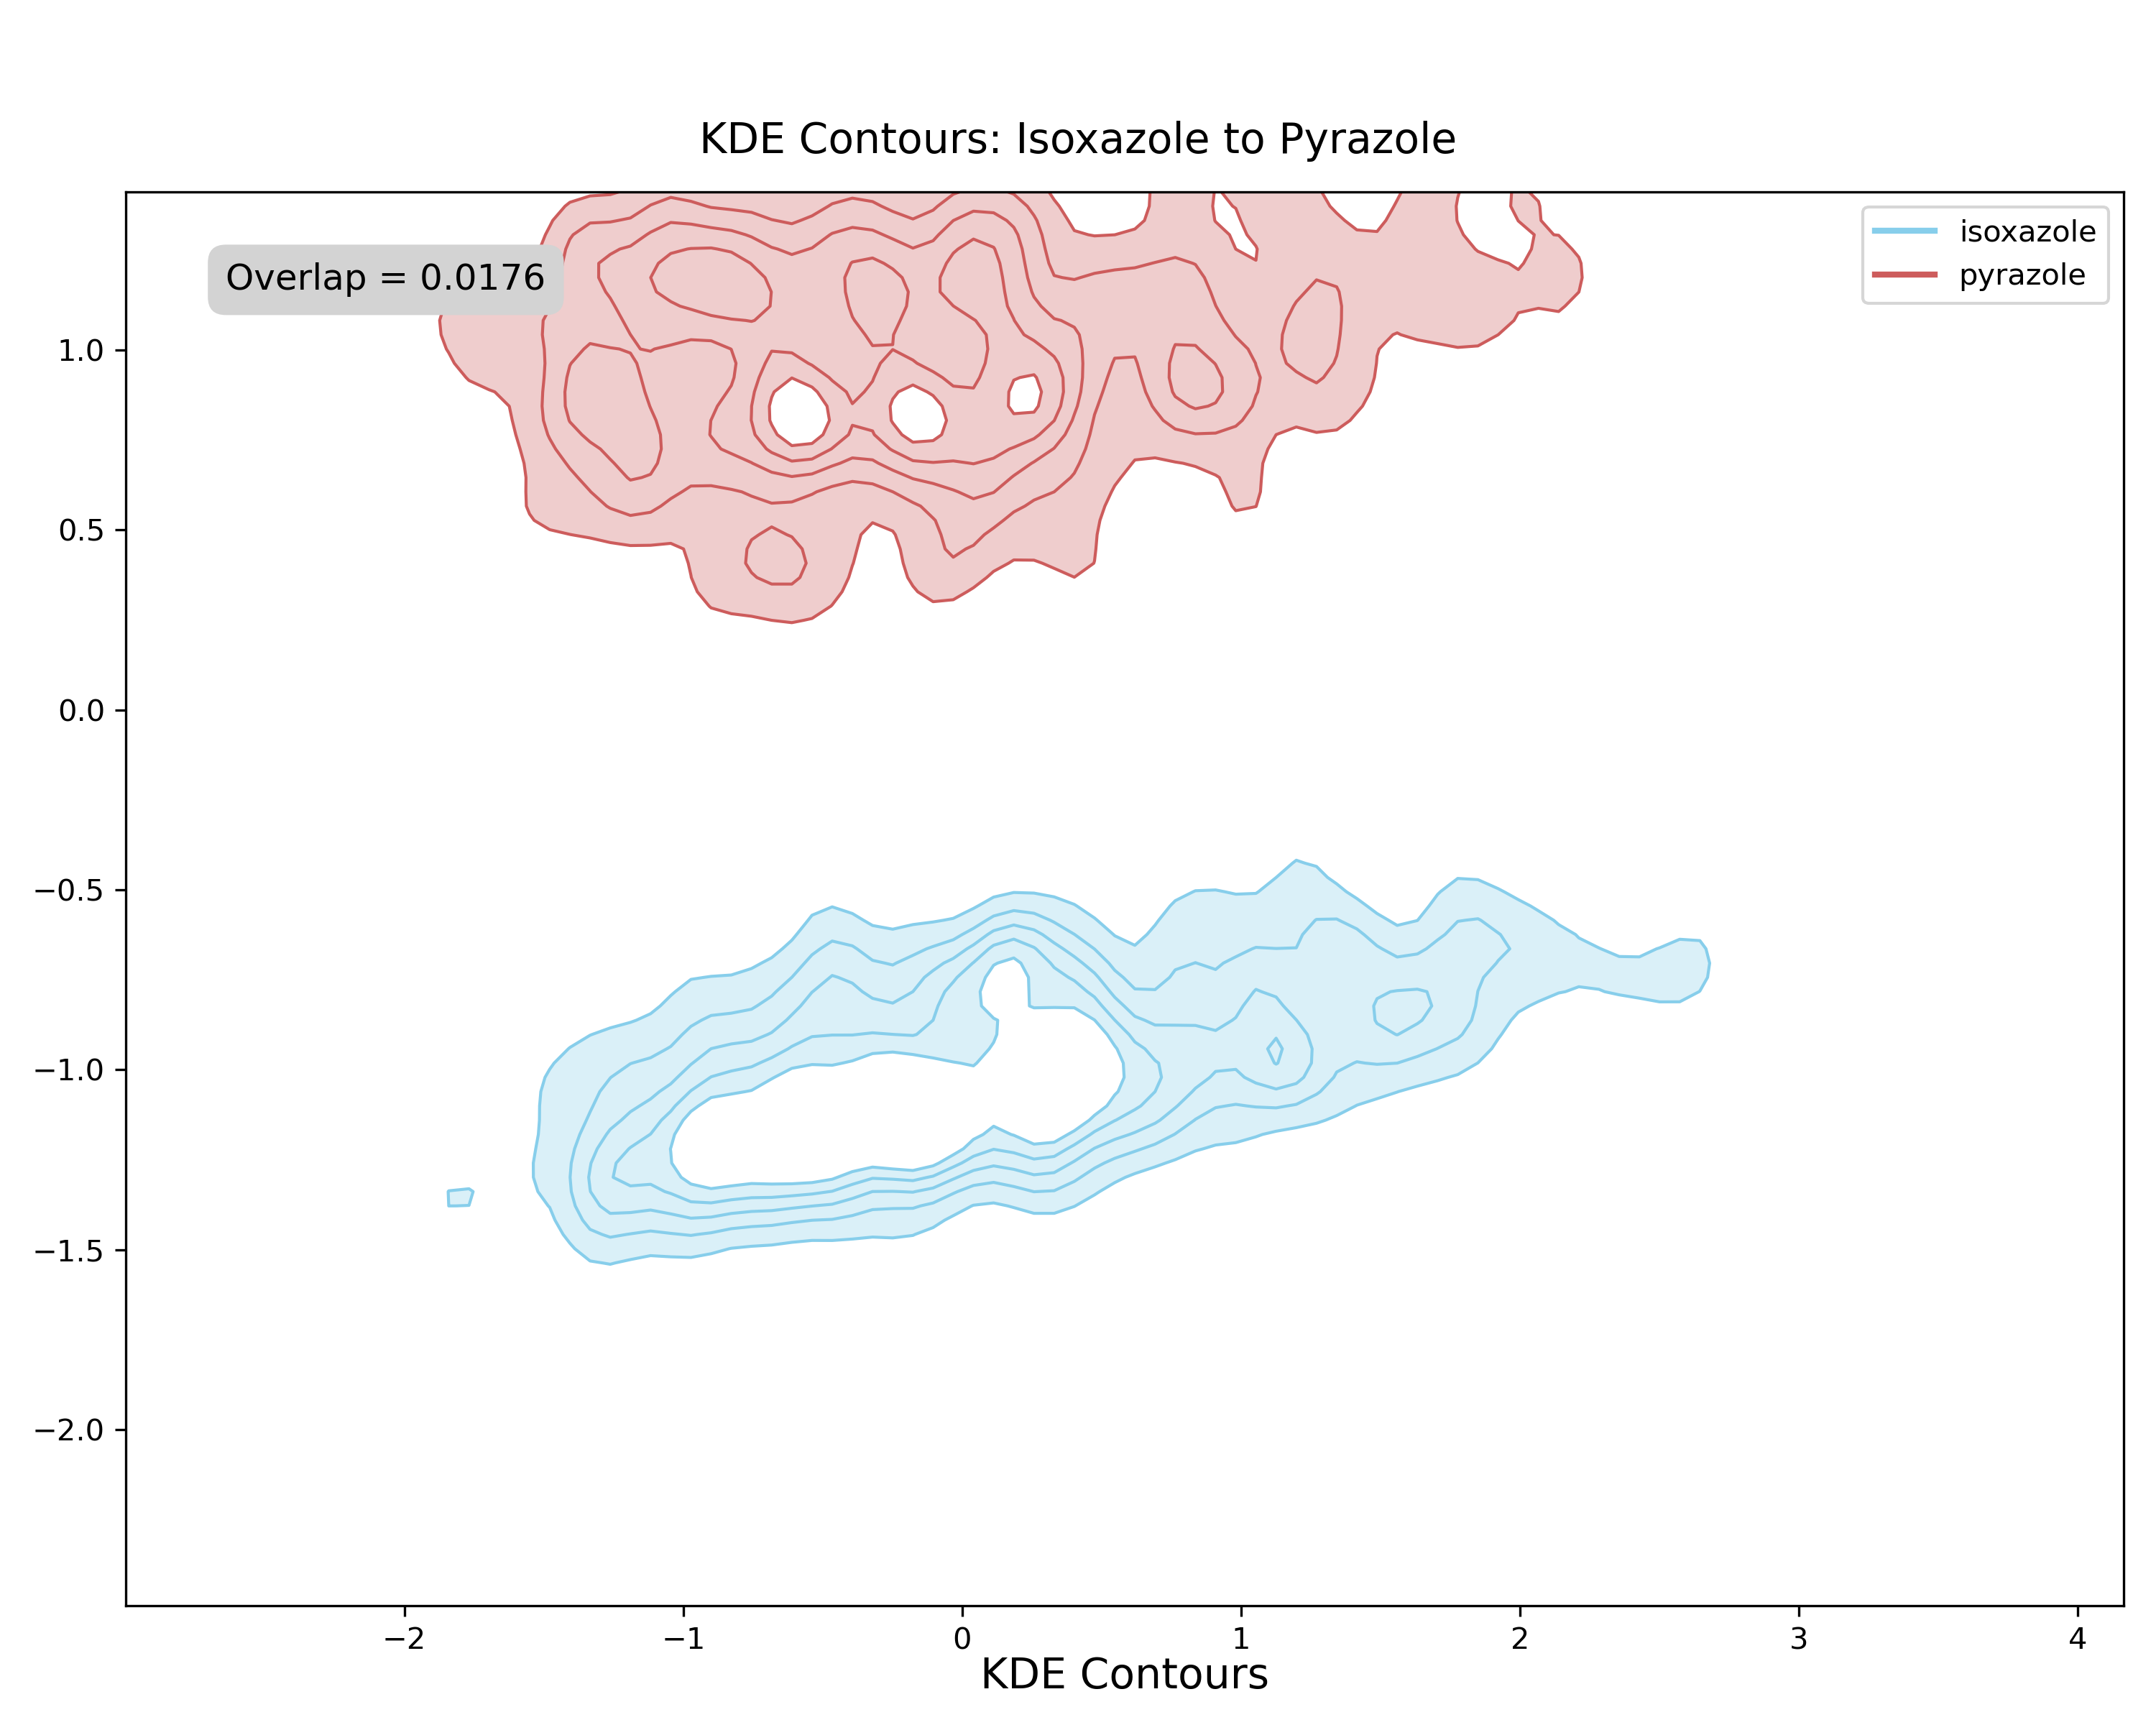 KDE Contours: Isoxazole to Pyrazole
Overlap = 0.0176
isoxazole
pyrazole
1.0
0.5
0.0
−0.5
−1.0
−1.5
−2.0
−2 −1 0 1 2 3 4
KDE Contours